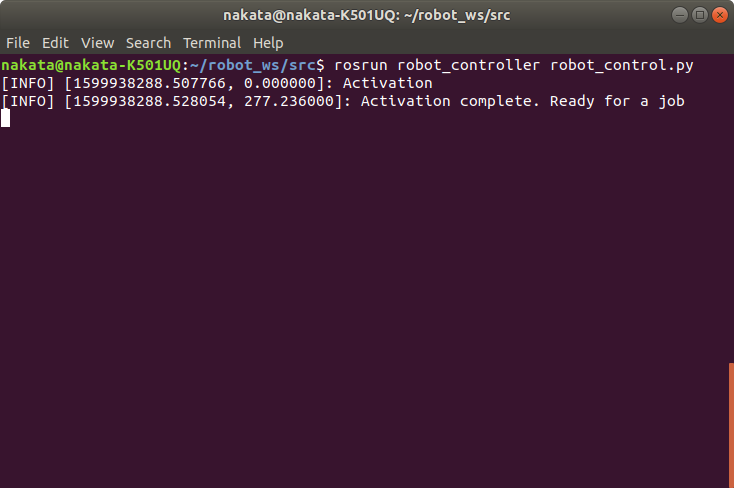 nakata@nakata-K501UQ: ~/robot_ws/src
File Edit View Search Terminal Help
nakata@nakata-K501UQ:~/robot_ws/src$ rosrun robot_controller robot_control.py
[INFO] [1599938288.507766, 0.000000]: Activation
[INFO] [1599938288.528054, 277.236000]: Activation complete. Ready for a job